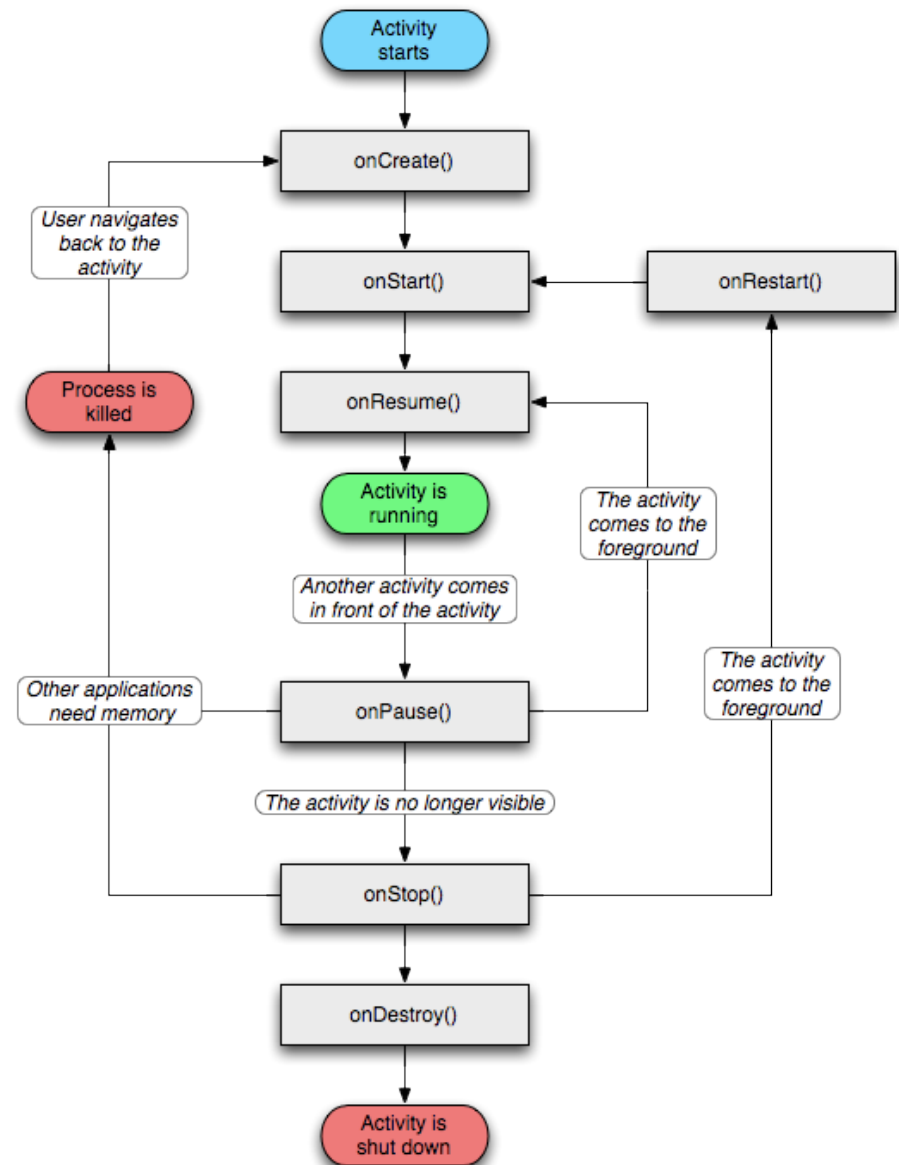 Activity
starts
onCreate()
User navigates
back to the
activity
onStart()
onRestart()
Process is
killed
onResume()
Activity is
running
The activity
comes to the
foreground
Another activity comes
in front of the activity
The activity
comes to the
foreground
Other applications
need memory
onPause()
The activity is no longer visible
onStop()
onDestroy()
Activity is
shut down